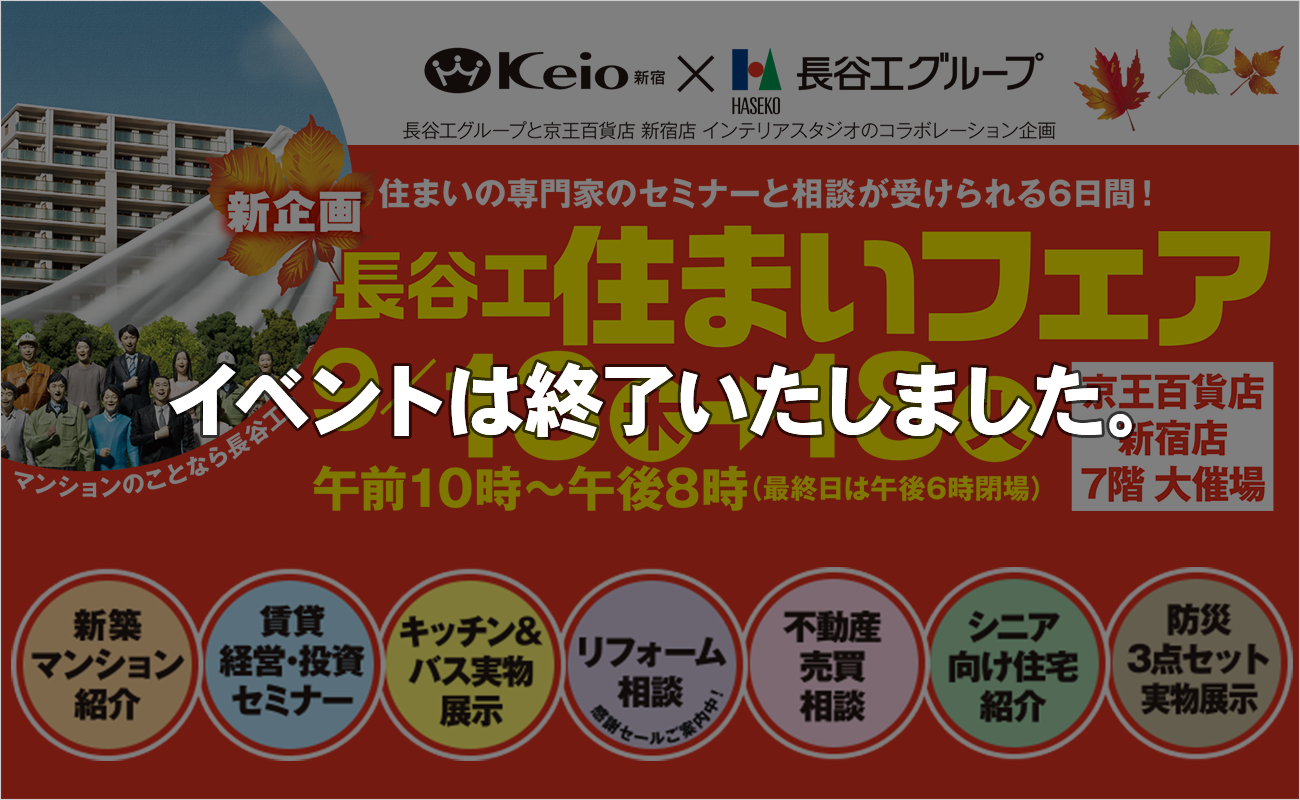 Keio 新宿 × HASEKO 長谷工グループ
長谷工グループと京王百貨店 新宿店 インテリアスタジオのコラボレーション企画
新企画
住まいの専門家のセミナーと相談が受けられる6日間!
長谷工 住まいフェア
イベントは終了いたしました。
京王百貨店
新宿店
7階 大催場
マンションのことなら長谷工
午前10時〜午後8時(最終日は午後6時閉場)
新築
マンション
紹介
賃貸
経営・投資
セミナー
キッチン&
バス実物
展示
リフォーム
相談
感謝セールご案内中!
不動産
売買
相談
シニア
向け住宅
紹介
防災
3点セット
実物展示